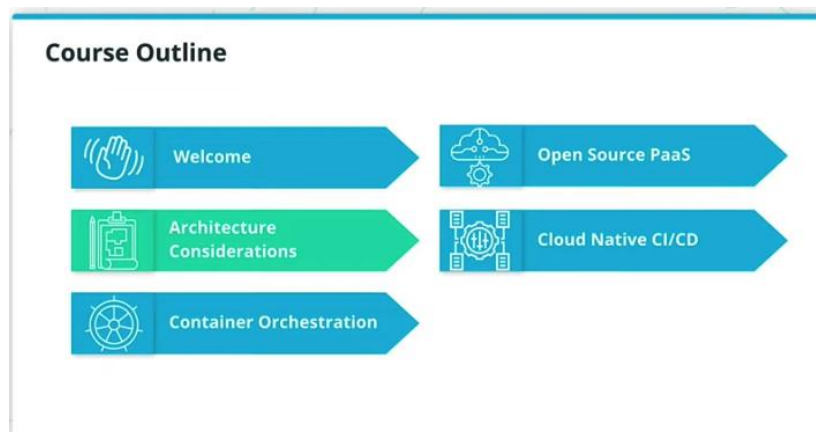 Course Outline
Welcome
Architecture
Considerations
Container Orchestration
Open Source PaaS
Cloud Native CI/CD